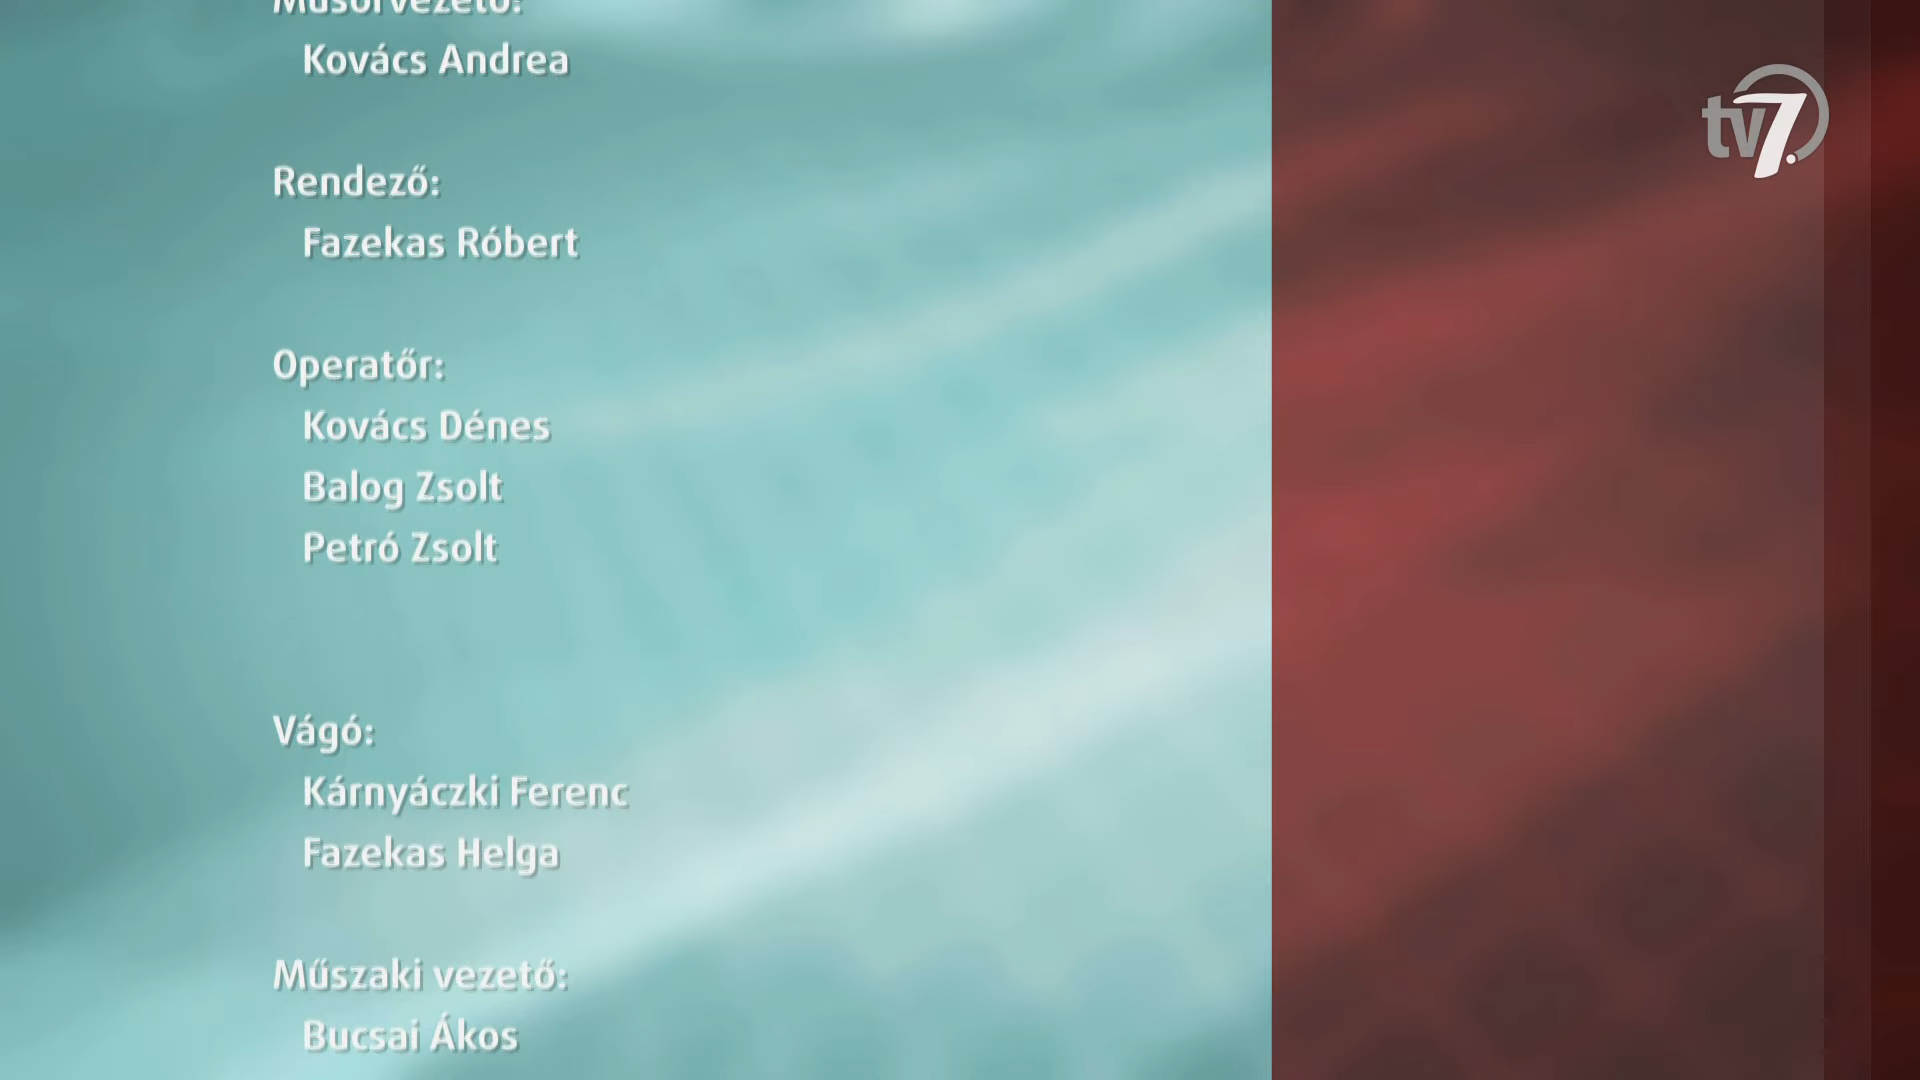 Műsorvezető:
Kovács Andrea
tv7.
Rendező:
Fazekas Róbert
Operatőr:
Kovács Dénes
Balog Zsolt
Petró Zsolt
Vágó:
Kárnyáczki Ferenc
Fazekas Helga
Műszaki vezető:
Bucsai Ákos